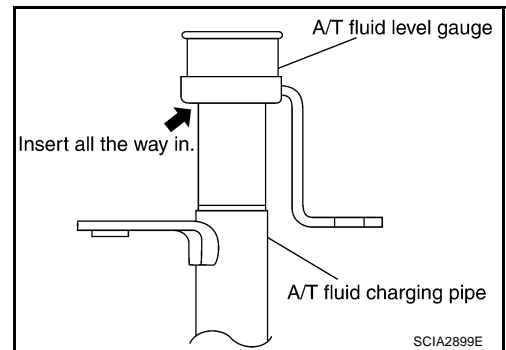 A/T fluid level gauge
Insert all the way in.
A/T fluid charging pipe
SCIA2899E